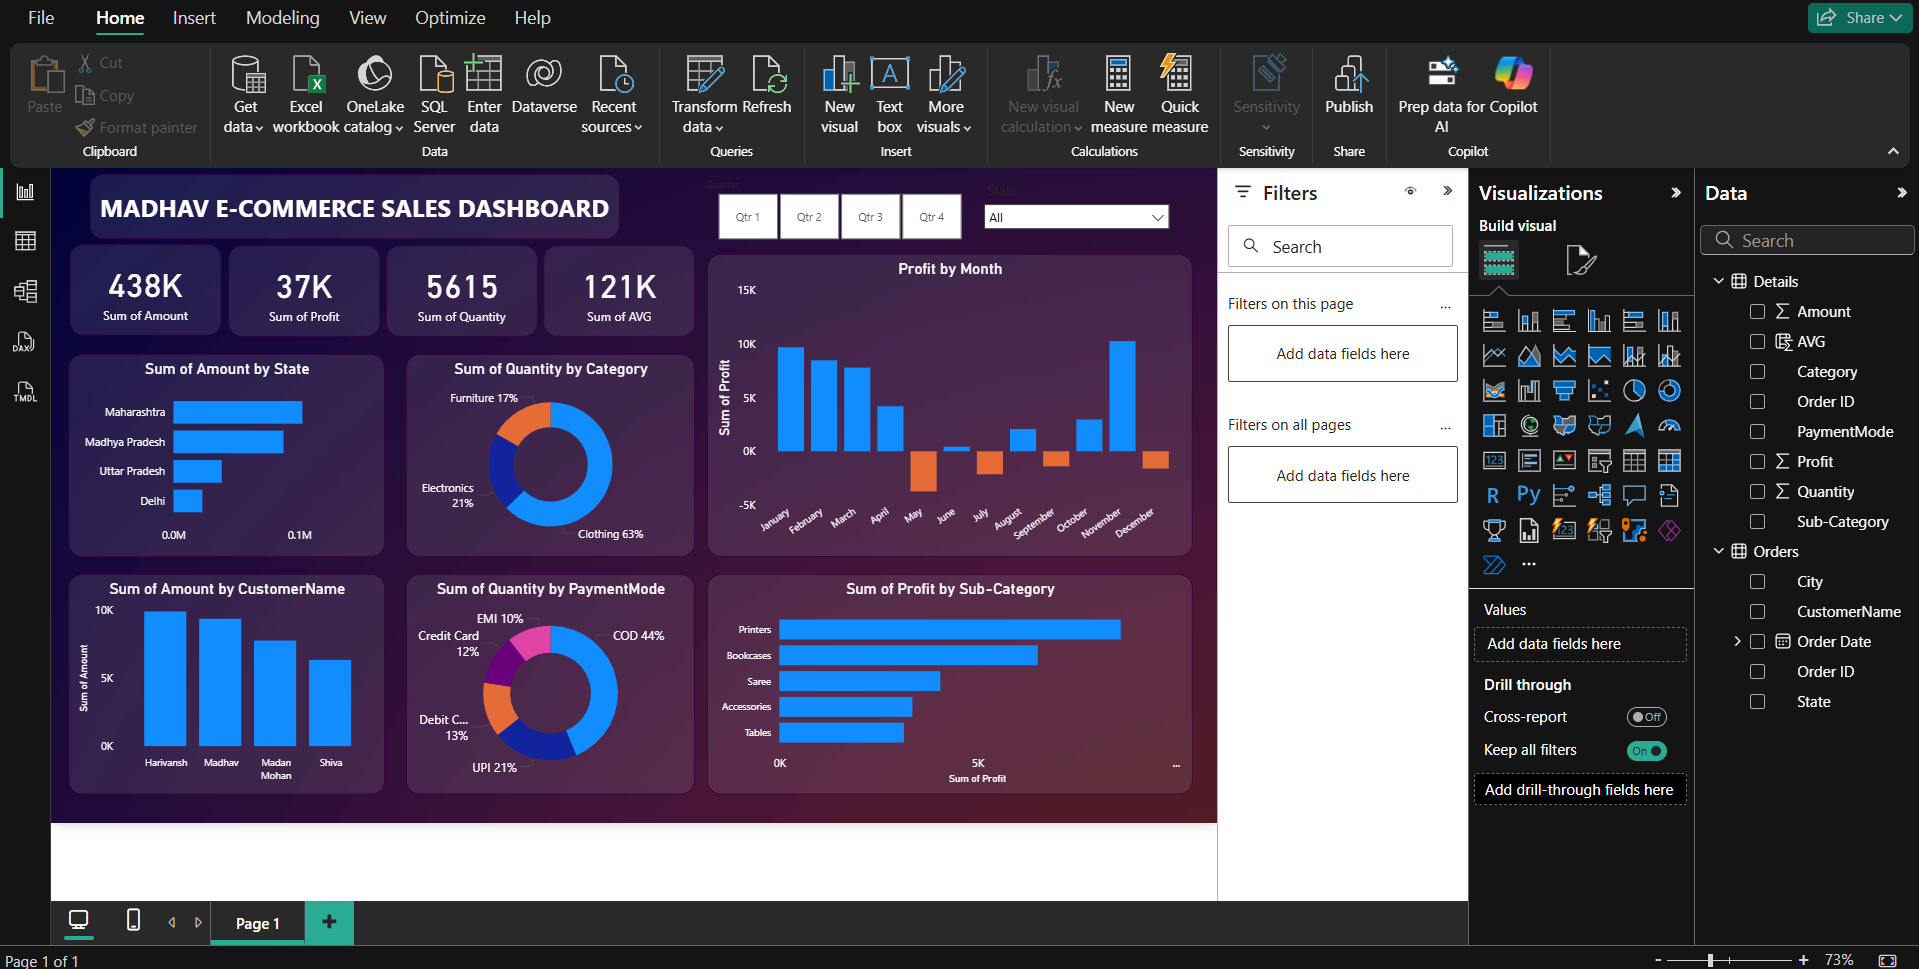 File Home Insert Modeling View Optimize Help Share
Paste
Cut
Copy
Format painter
Clipboard
Get data
Excel workbook
OneLake catalog
SQL Server
Enter data
Dataverse
Recent sources
Data
Transform data
Refresh
Queries
New visual
Text box
More visuals
Insert
New visual calculation
New measure
Quick measure
Calculations
Sensitivity
Sensitivity
Publish
Share
Prep data for AI
Copilot
Copilot
DAX
TMDL
MADHAV E-COMMERCE SALES DASHBOARD
Quarter
Qtr 1 Qtr 2 Qtr 3 Qtr 4
State
All
438K
Sum of Amount
37K
Sum of Profit
5615
Sum of Quantity
121K
Sum of AVG
Sum of Amount by State
Maharashtra
Madhya Pradesh
Uttar Pradesh
Delhi
0.0M 0.1M
Sum of Quantity by Category
Furniture 17%
Electronics
21%
Clothing 63%
Profit by Month
Sum of Profit
15K
10K
5K
0K
-5K
January February March April May June July August September October November December
Sum of Amount by CustomerName
Sum of Amount
10K
5K
0K
Harivansh Madhav Madan Mohan Shiva
Sum of Quantity by PaymentMode
EMI 10%
Credit Card
12%
COD 44%
Debit C...
13%
UPI 21%
Sum of Profit by Sub-Category
Printers
Bookcases
Saree
Accessories
Tables
0K 5K
Sum of Profit
...
Filters
Search
Filters on this page ...
Add data fields here
Filters on all pages ...
Add data fields here
Visualizations
Build visual
123
R Py
123
...
Values
Add data fields here
Drill through
Cross-report Off
Keep all filters On
Add drill-through fields here
Data
Search
Details
Amount
AVG
Category
Order ID
PaymentMode
Profit
Quantity
Sub-Category
Orders
City
CustomerName
Order Date
Order ID
State
Page 1 +
Page 1 of 1
- + 73%